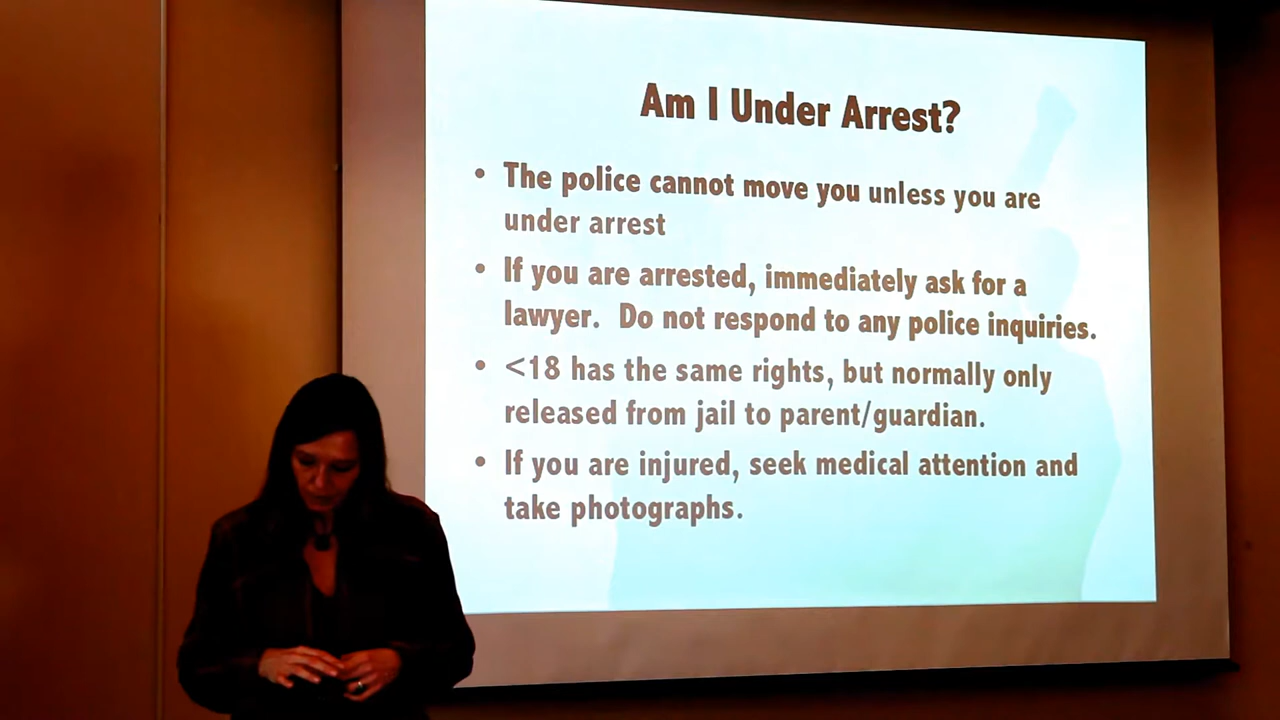 Am I Under Arrest?
• The police cannot move you unless you are
under arrest
• If you are arrested, immediately ask for a
lawyer.  Do not respond to any police inquiries.
• <18 has the same rights, but normally only
released from jail to parent/guardian.
• If you are injured, seek medical attention and
take photographs.